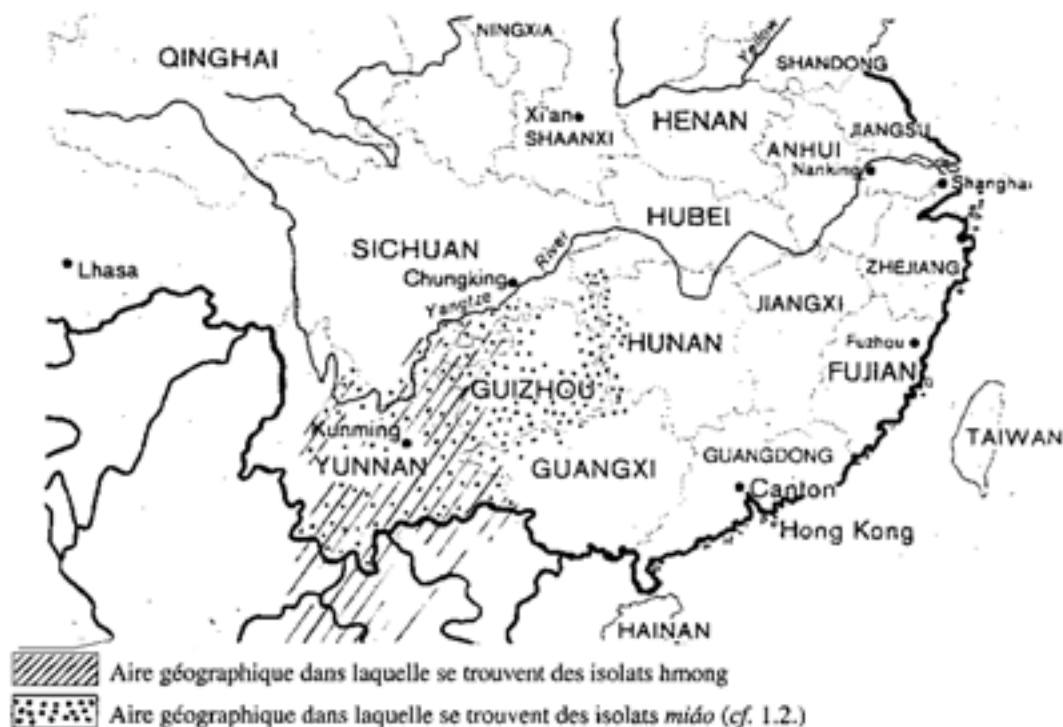 NINGXIA
QINGHAI
Yellow
SHANDONG
Xi'an
SHAANXI
HENAN
JIANGSU
ANHUI
Nanking
Shanghai
HUBEI
SICHUAN
River
Lhasa
Chungking
ZHEJIANG
Yangtze
JIANGXI
HUNAN
Fuzhou
GUIZHOU
FUJIAN
Kunming
TAIWAN
YUNNAN
GUANGXI
GUANGDONG
Canton
Hong Kong
HAINAN
Aire géographique dans laquelle se trouvent des isolats hmong
Aire géographique dans laquelle se trouvent des isolats miáo (cf. 1.2.)